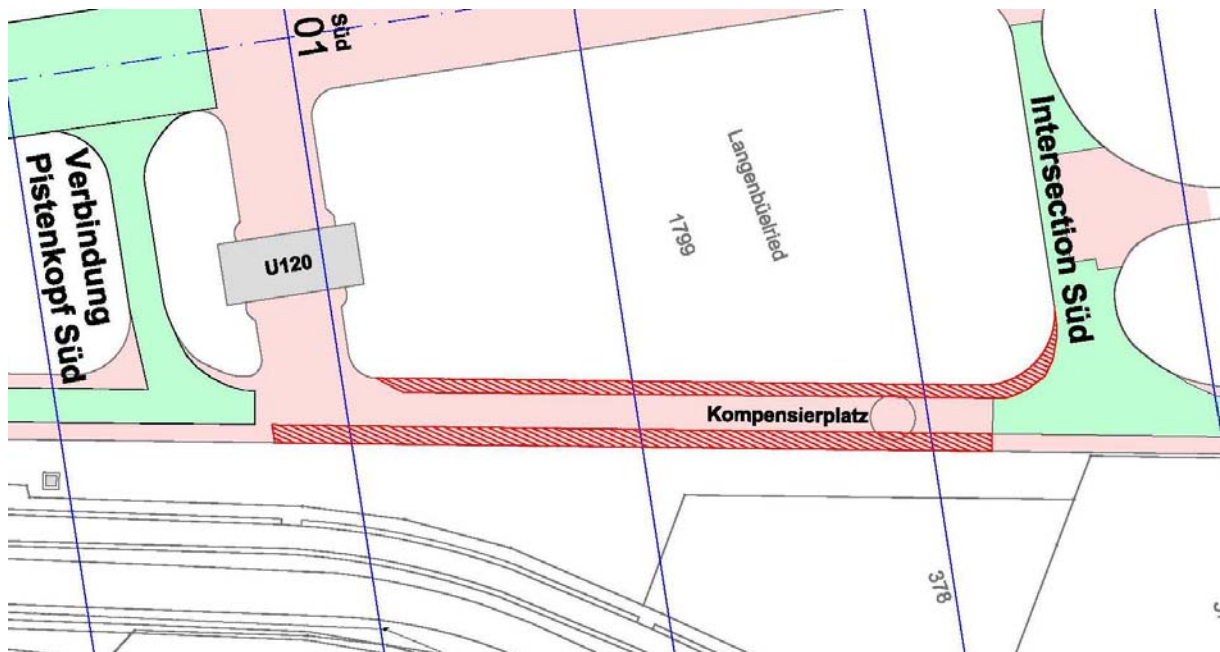 süd
01
Verbindung
Pistenkopf Süd
U120
Langenbüelried
1799
Intersection Süd
Kompensierplatz
378